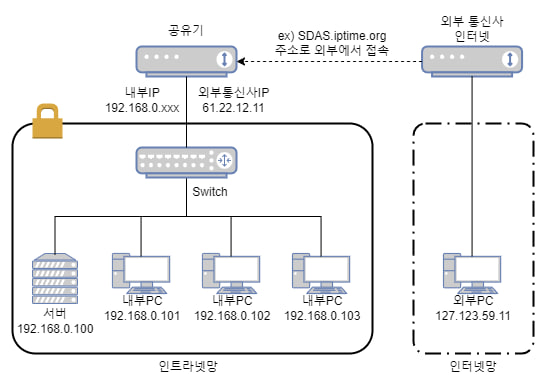 공유기
ex) SDAS.iptime.org
주소로 외부에서 접속
외부 통신사
인터넷
내부IP
192.168.0.xxx
외부통신사IP
61.22.12.11
Switch
서버
192.168.0.100
내부PC
192.168.0.101
내부PC
192.168.0.102
내부PC
192.168.0.103
외부PC
127.123.59.11
인트라넷망
인터넷망